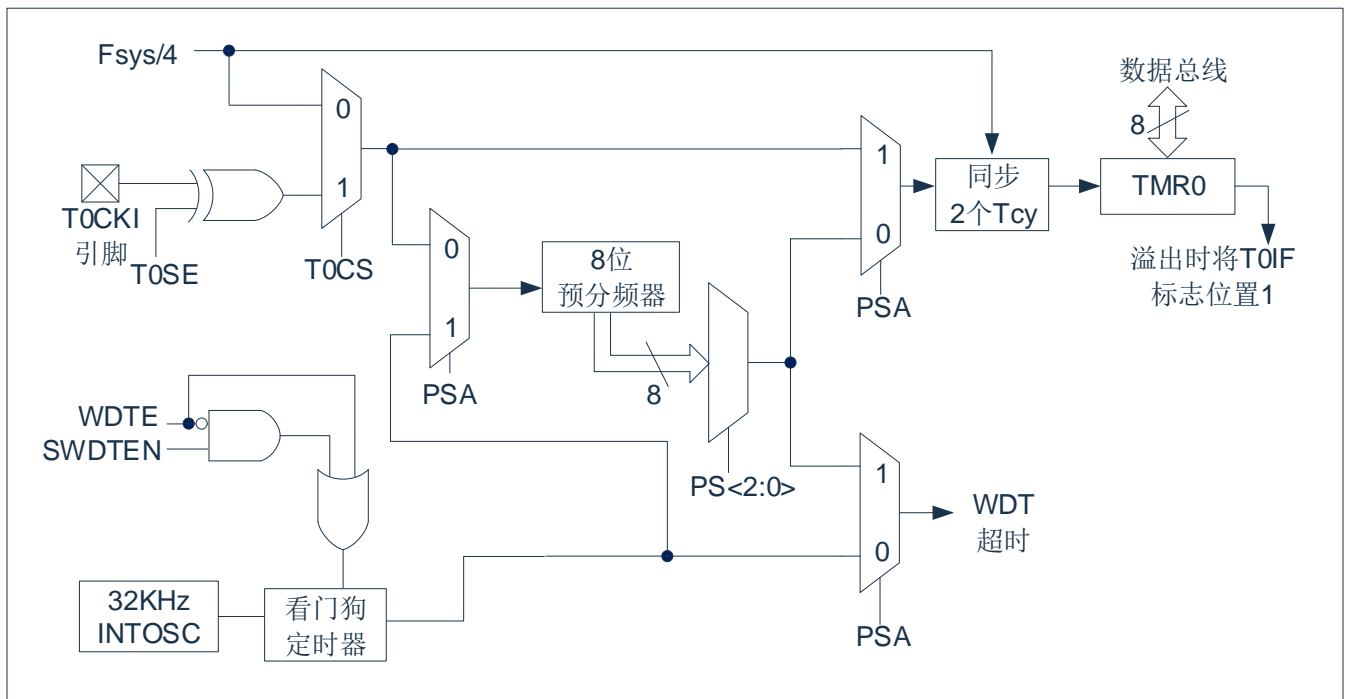 Fsys/4
数据总线
8
0
1
1
同步
2个Tcy
TMR0
T0CKI
引脚
T0SE
T0CS
0
1
8位
预分频器
0
PSA
溢出时将T0IF
标志位置1
PSA
8
WDTE
SWDTEN
PS<2:0>
1
WDT
超时
0
32KHz
INTOSC
看门狗
定时器
PSA